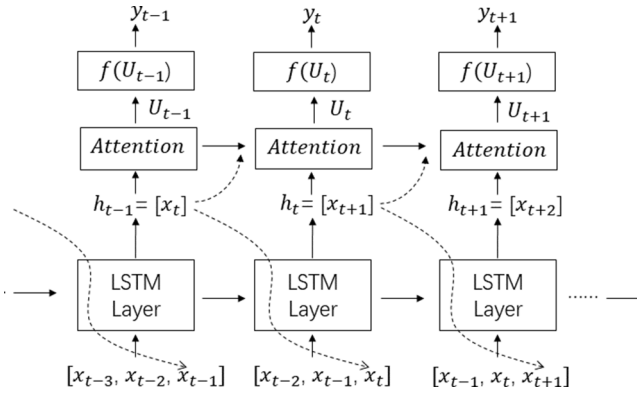 y_{t−1} y_t y_{t+1}
f(U_{t−1}) f(U_t) f(U_{t+1})
U_{t−1} U_t U_{t+1}
Attention Attention Attention
h_{t−1}= [x_t] h_t= [x_{t+1}] h_{t+1}= [x_{t+2}]
LSTM LSTM LSTM
Layer Layer Layer
[x_{t−3}, x_{t−2}, x_{t−1}] [x_{t−2}, x_{t−1}, x_t] [x_{t−1}, x_t, x_{t+1}]